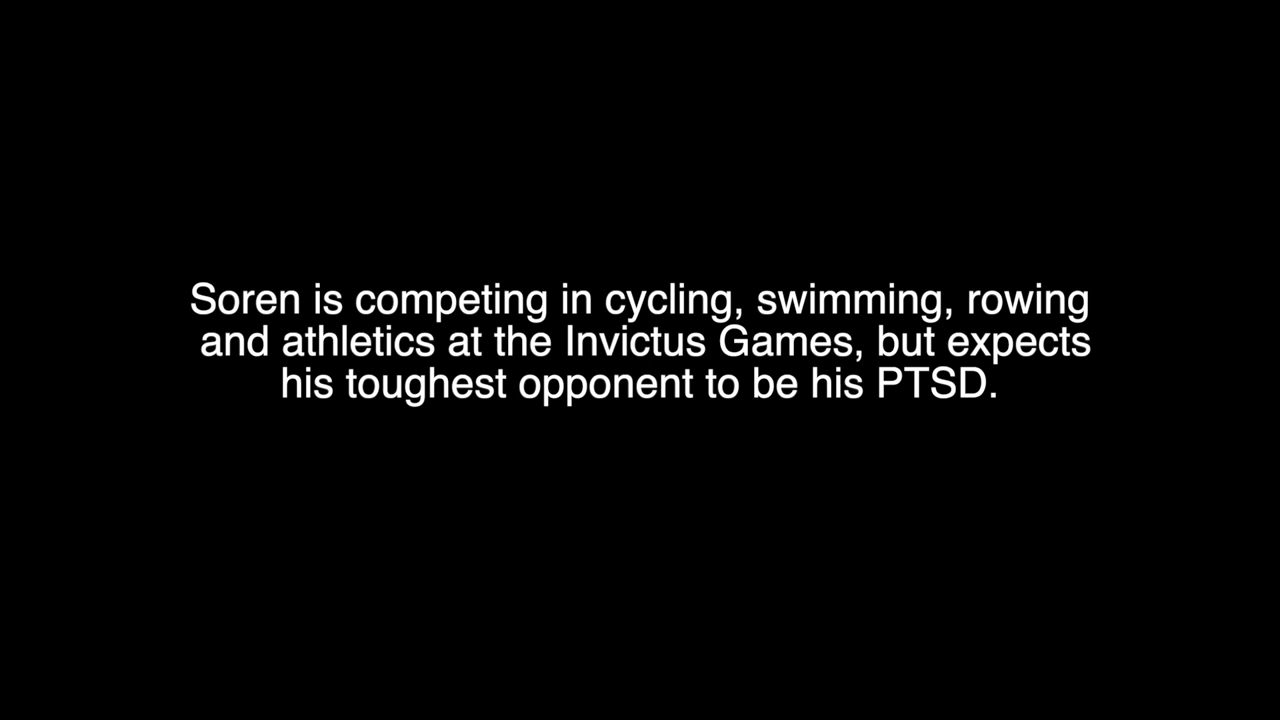 Soren is competing in cycling, swimming, rowing
and athletics at the Invictus Games, but expects
his toughest opponent to be his PTSD.